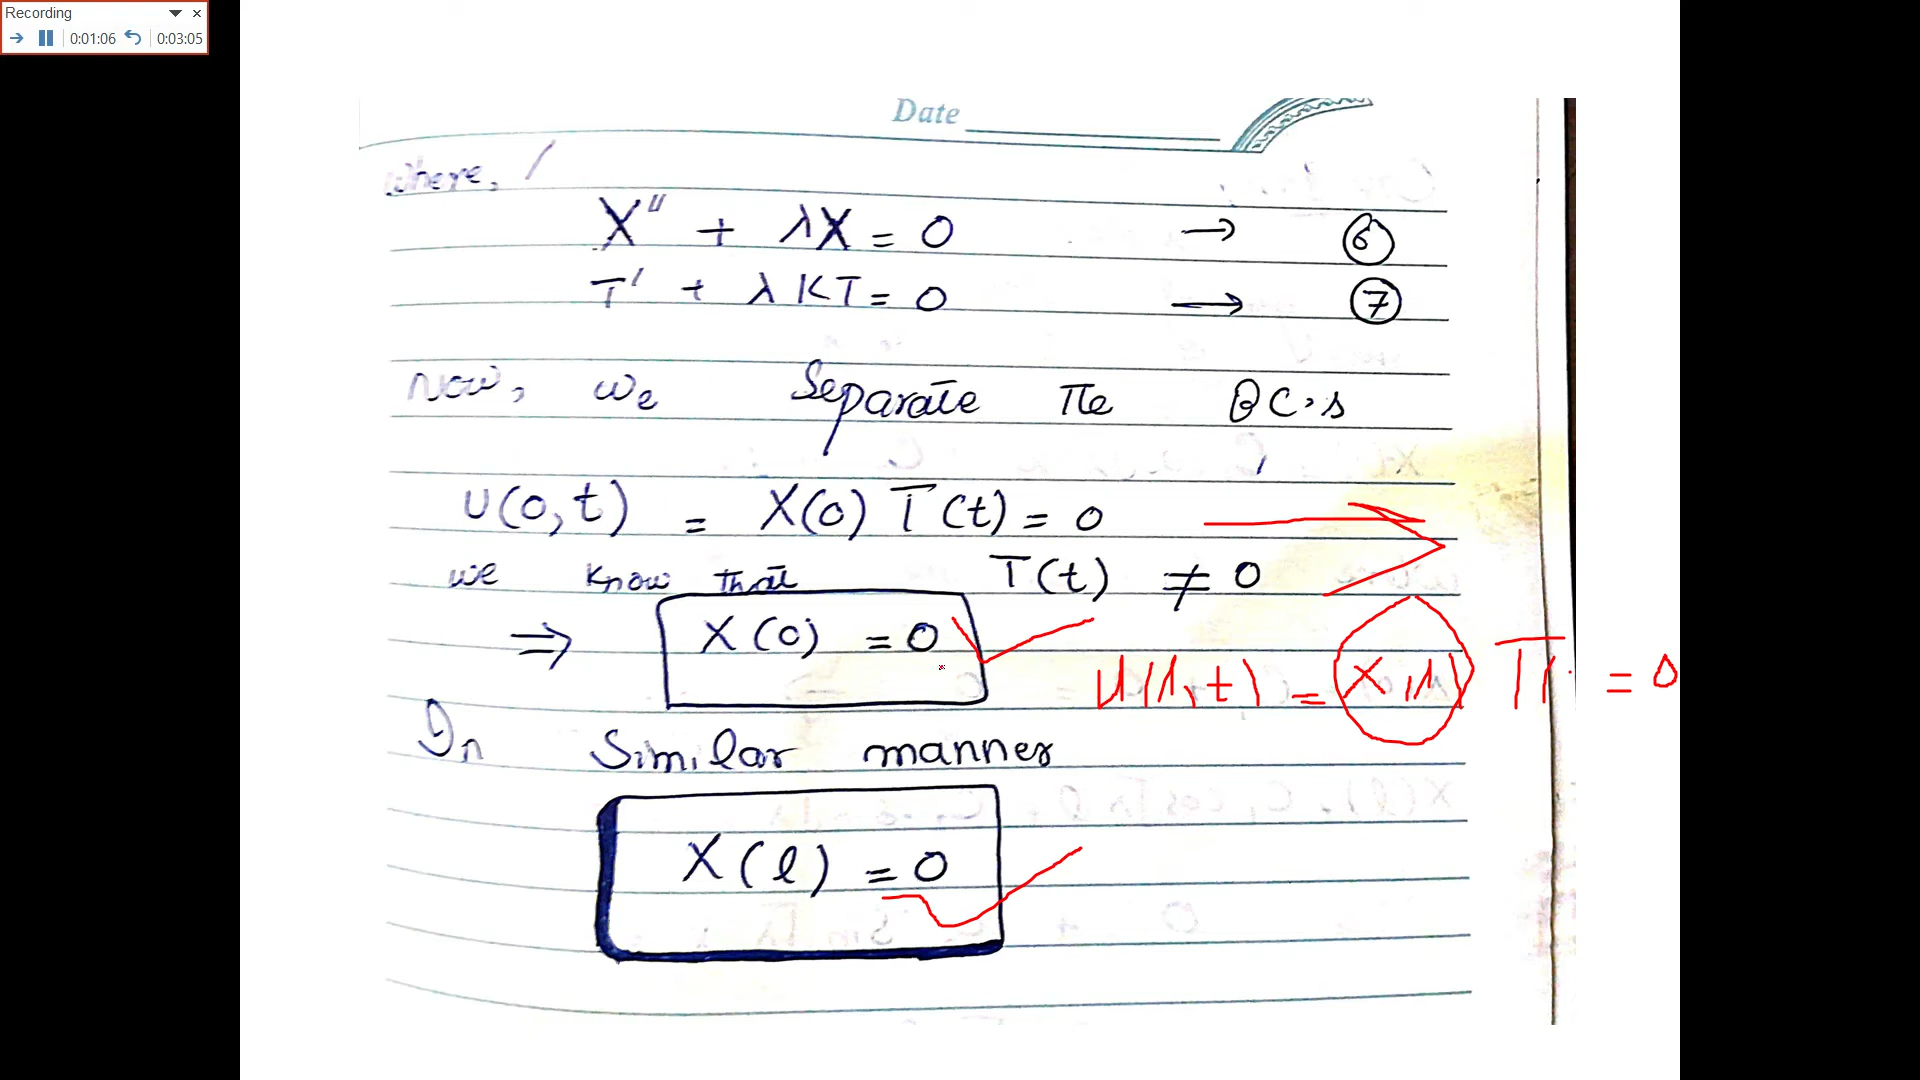 Recording
0:01:06 0:03:05
Date
where,
X'' + λX = 0 → ⑥
T' + λKT = 0 → ⑦
Now, we Separate The BC's
U(0,t) = X(0) T(t) = 0
we know that T(t) ≠ 0
⇒ X(0) = 0
U(l,t) = X(l) T = 0
In Similar manner
X(l) = 0